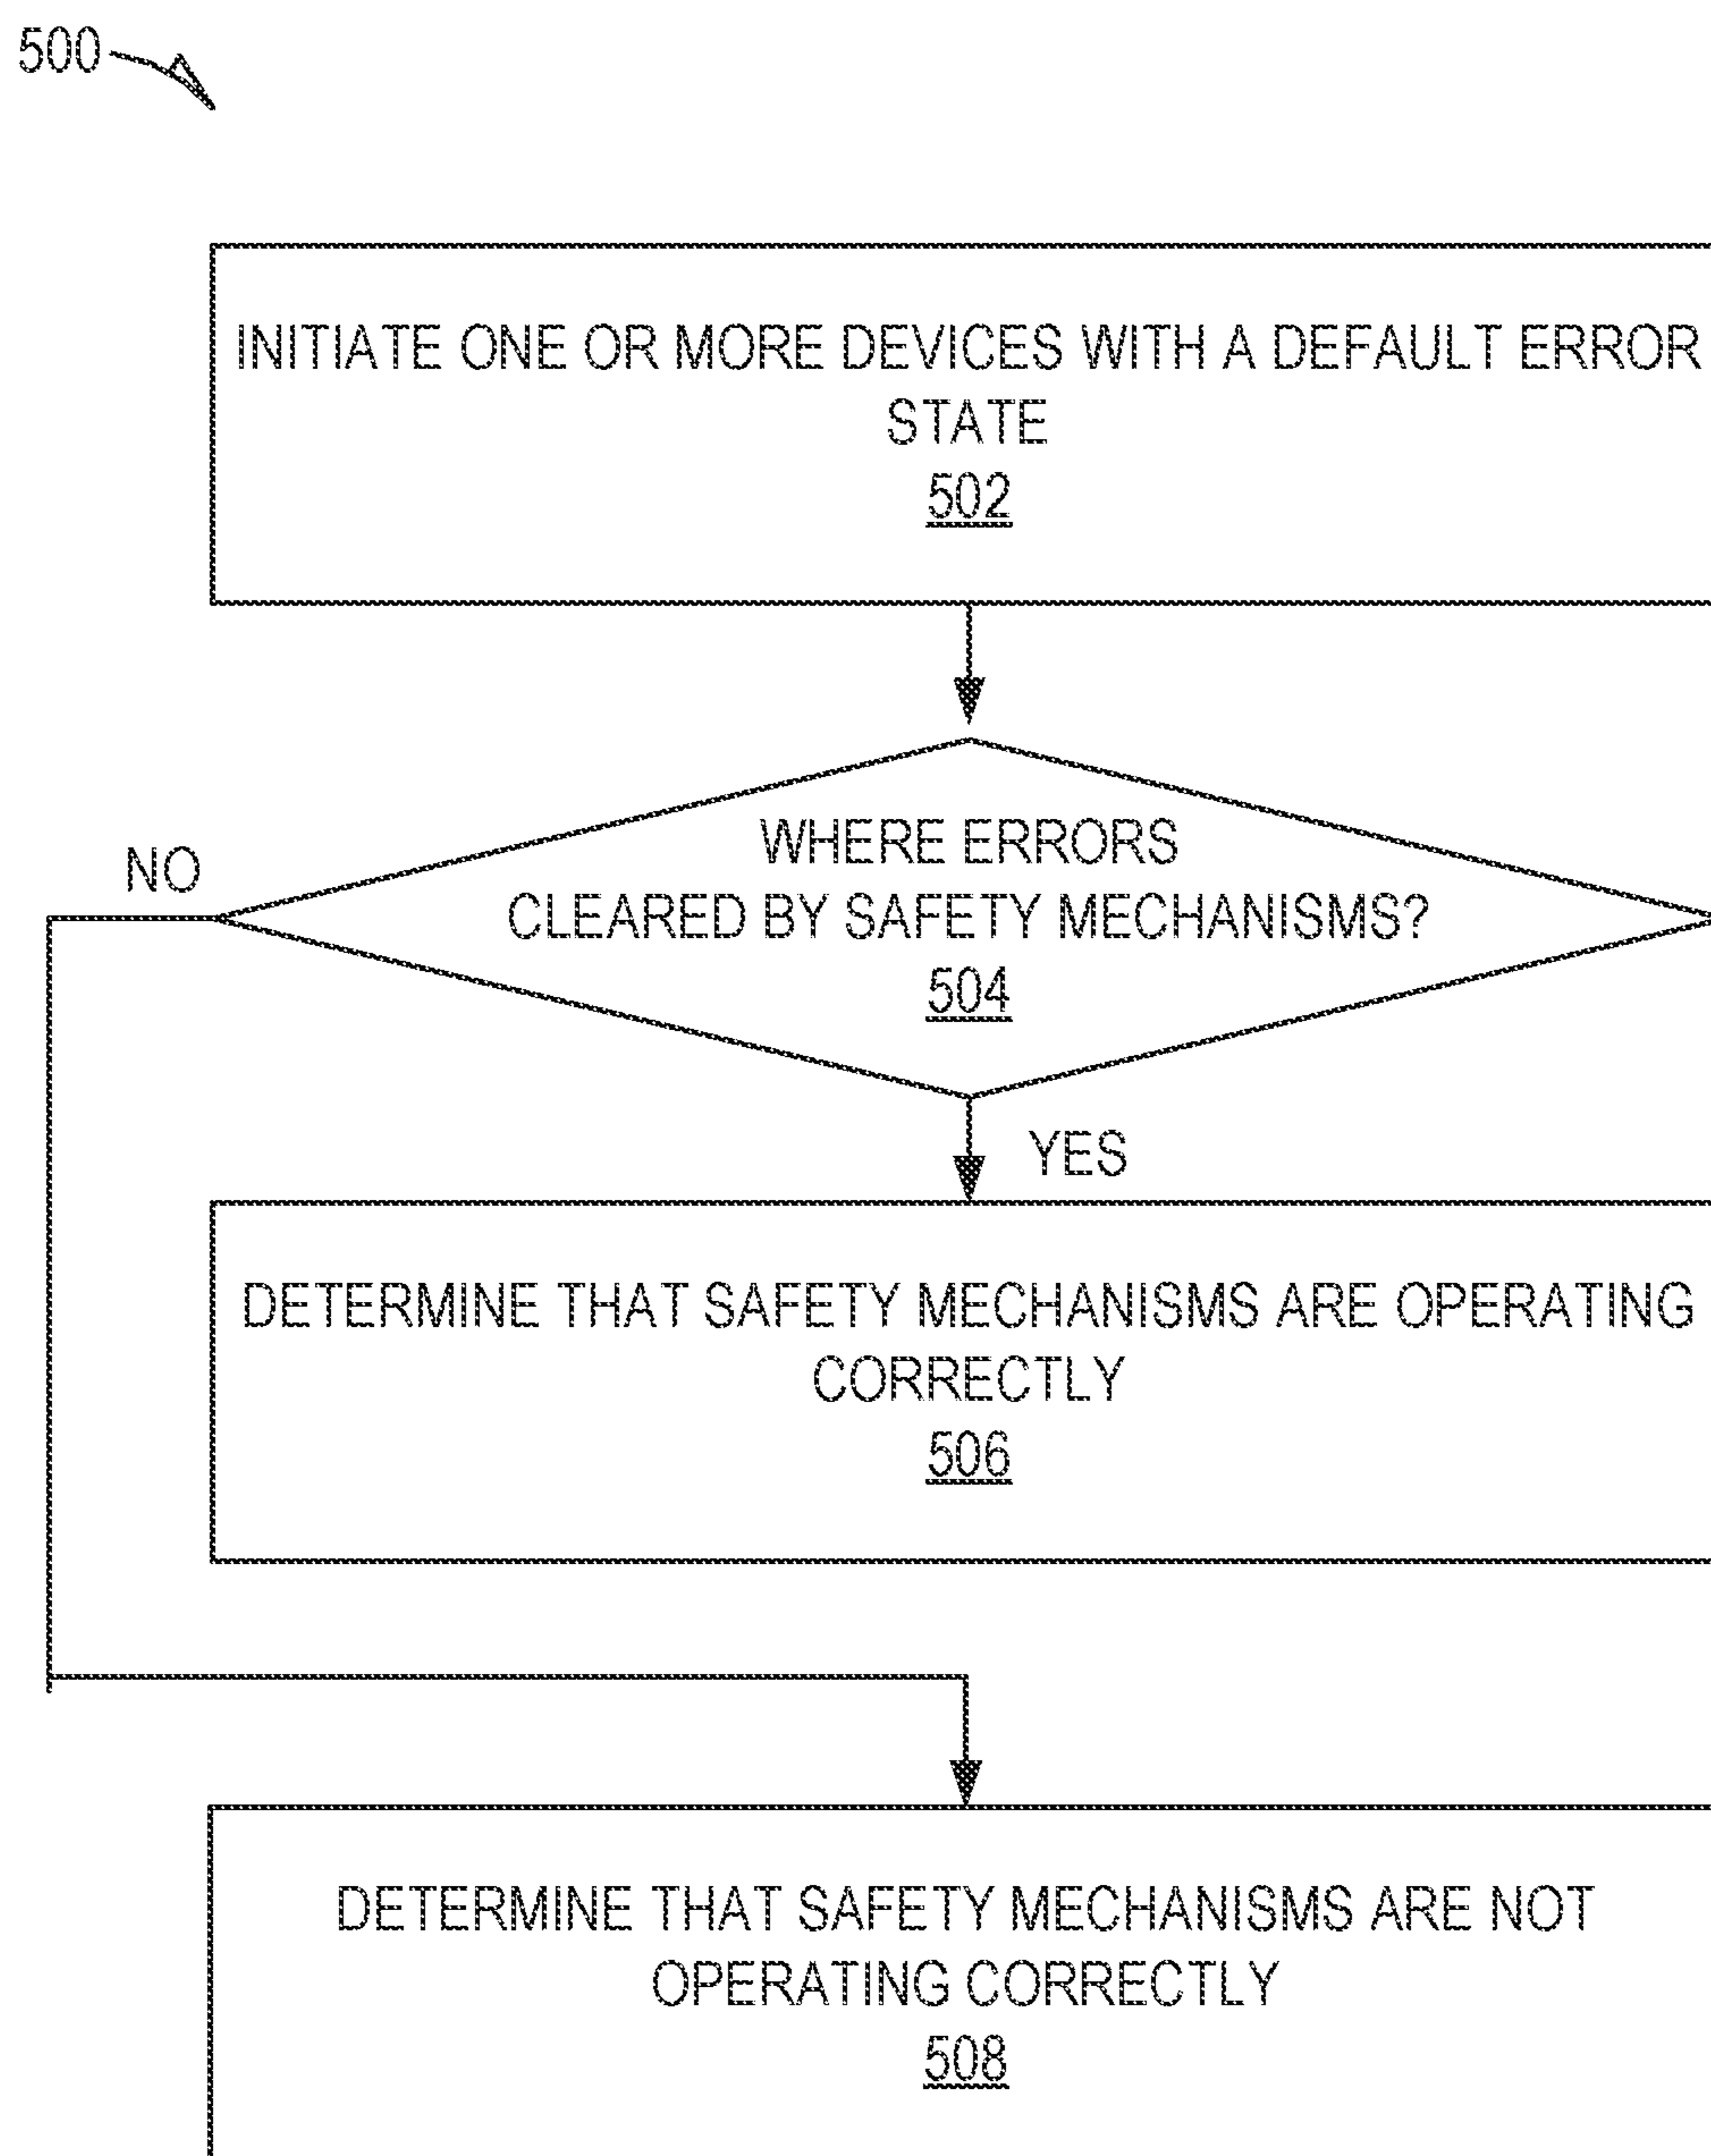 500
INITIATE ONE OR MORE DEVICES WITH A DEFAULT ERROR
STATE
502
WHERE ERRORS
CLEARED BY SAFETY MECHANISMS?
504
NO
YES
DETERMINE THAT SAFETY MECHANISMS ARE OPERATING
CORRECTLY
506
DETERMINE THAT SAFETY MECHANISMS ARE NOT
OPERATING CORRECTLY
508